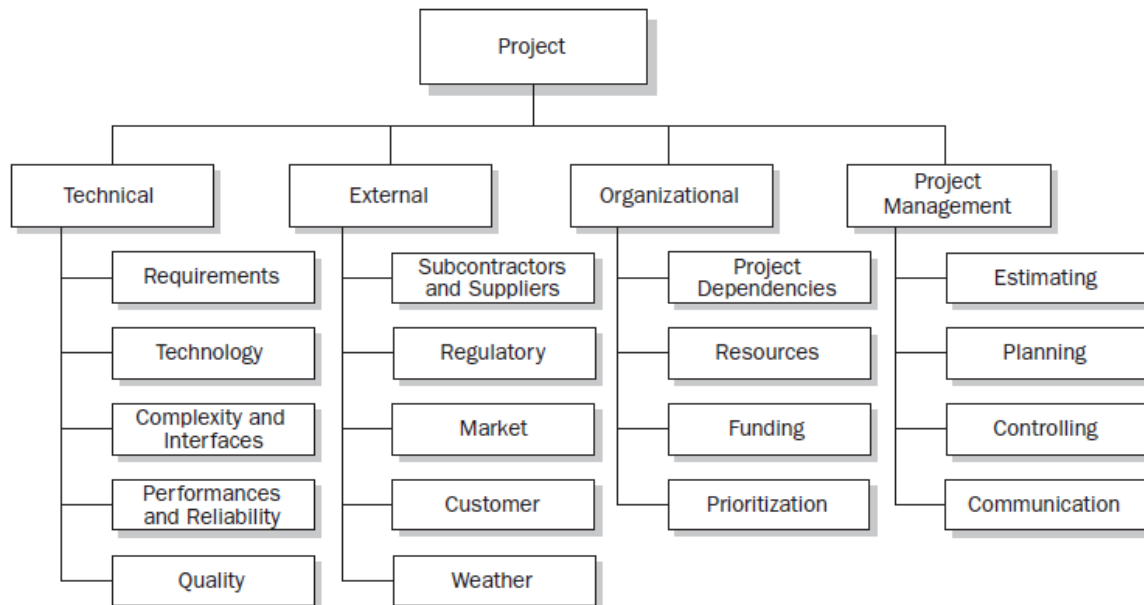 Project
Technical
External
Organizational
Project
Management
Requirements
Subcontractors
and Suppliers
Project
Dependencies
Estimating
Technology
Regulatory
Resources
Planning
Complexity and
Interfaces
Market
Funding
Controlling
Performances
and Reliability
Customer
Prioritization
Communication
Quality
Weather